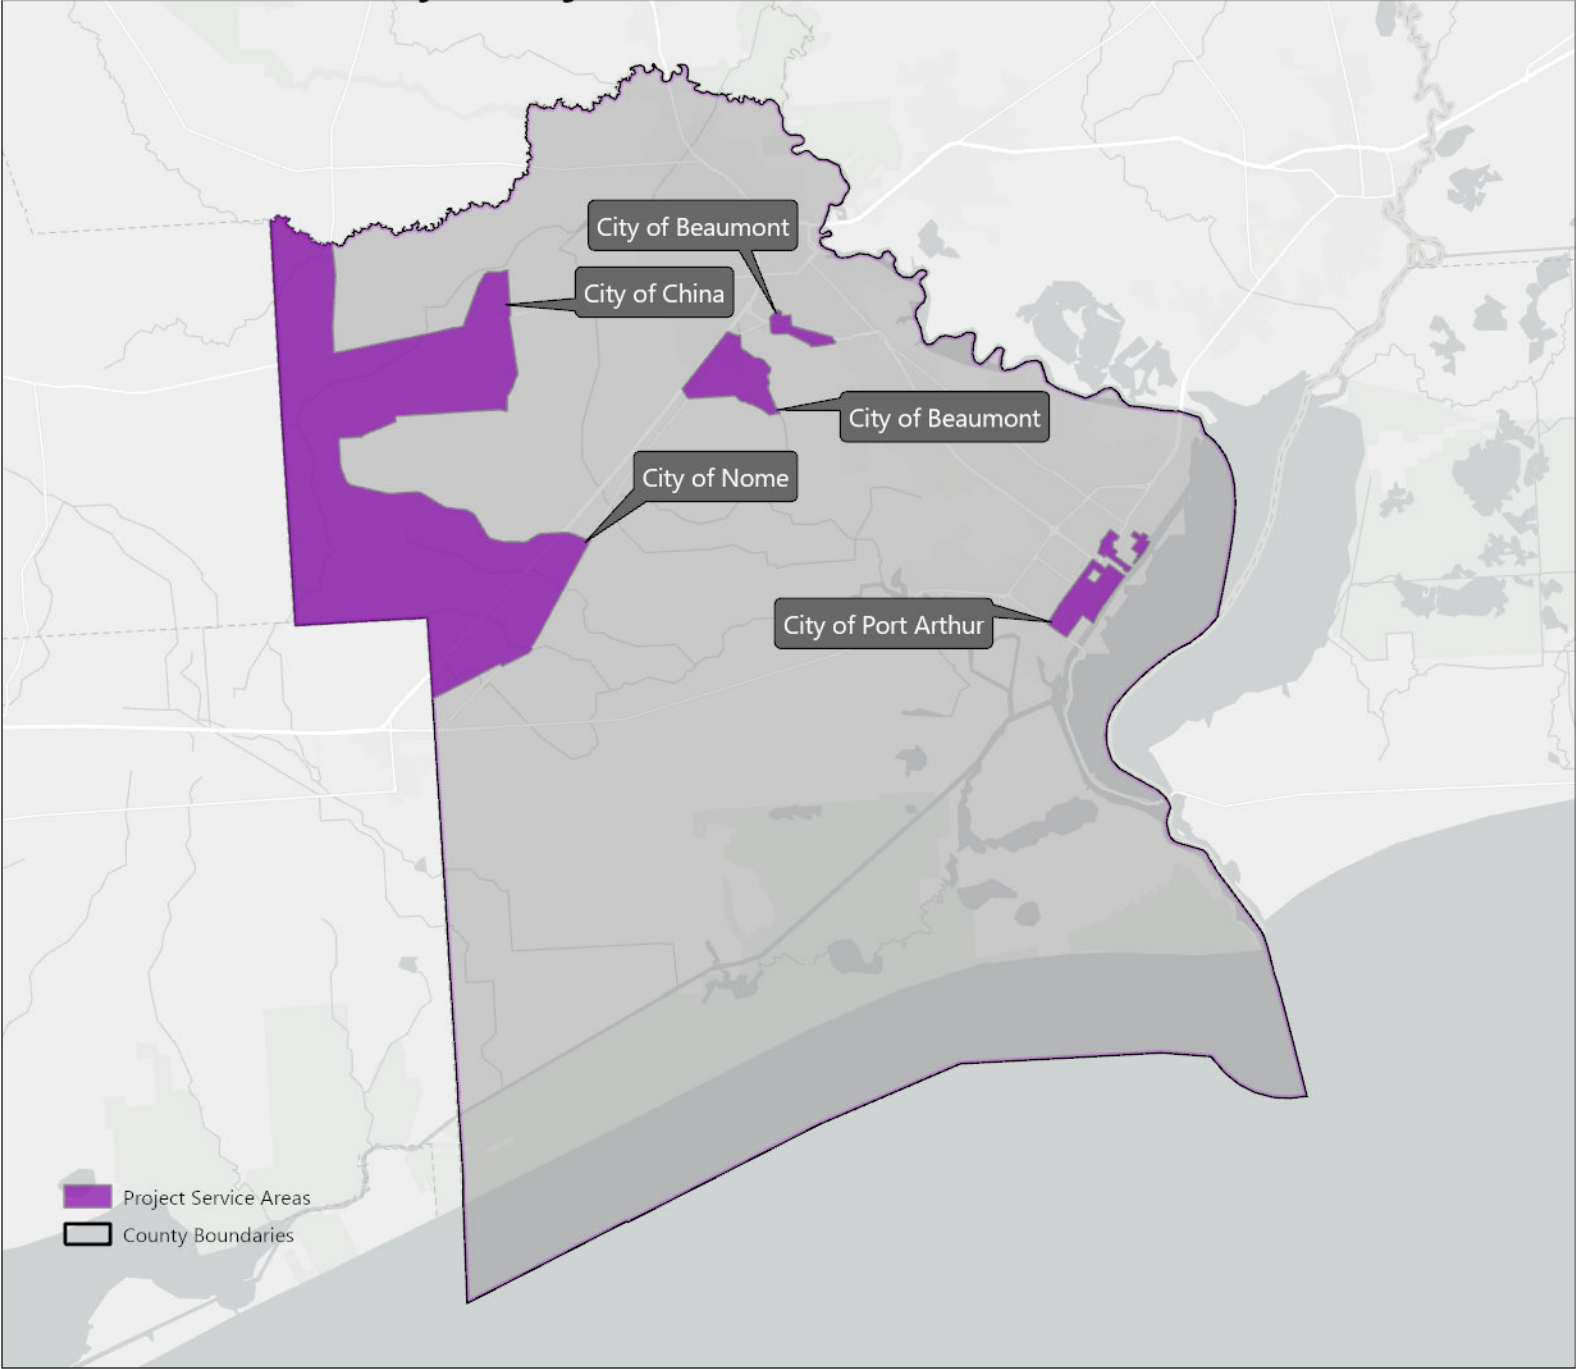 City of Beaumont
City of China
City of Beaumont
City of Nome
City of Port Arthur
Project Service Areas
County Boundaries